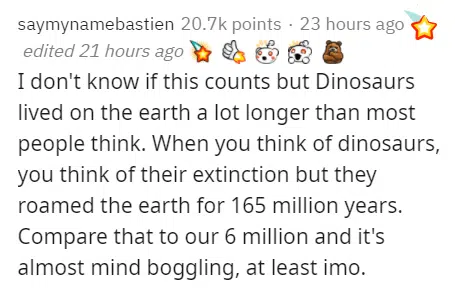 saymynamebastien 20.7k points · 23 hours ago
edited 21 hours ago
I don't know if this counts but Dinosaurs
lived on the earth a lot longer than most
people think. When you think of dinosaurs,
you think of their extinction but they
roamed the earth for 165 million years.
Compare that to our 6 million and it's
almost mind boggling, at least imo.